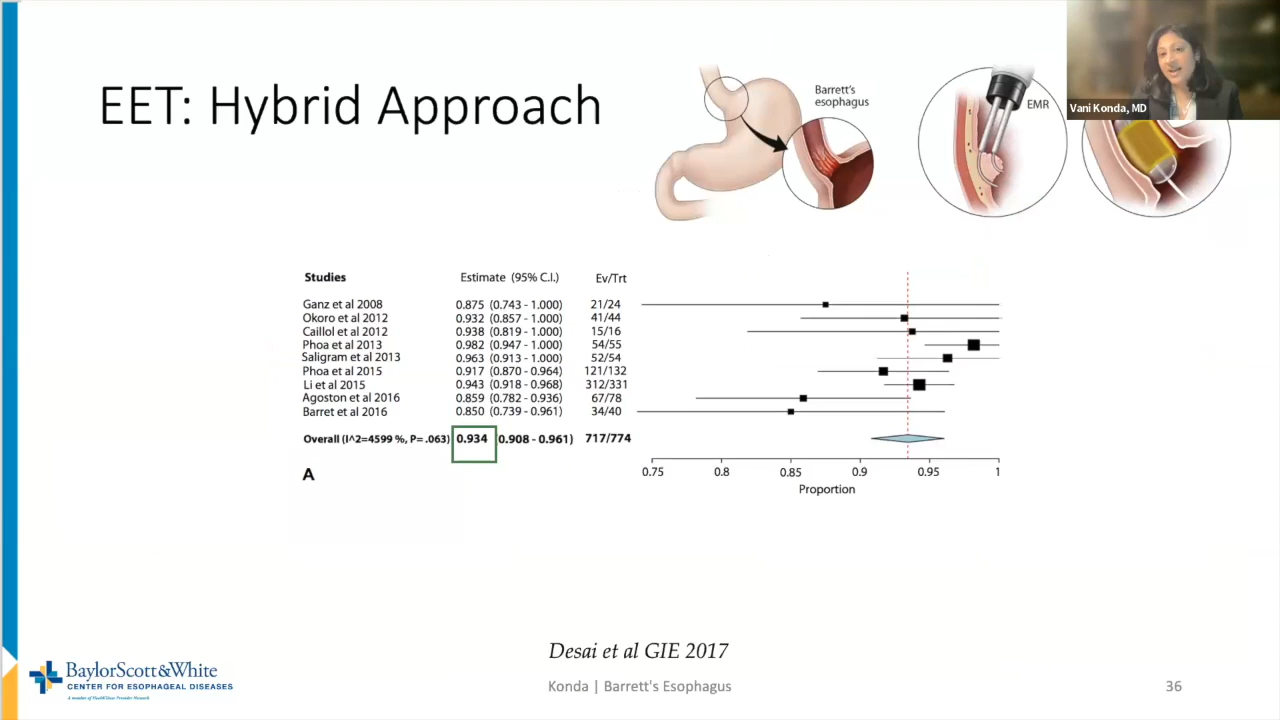 EET: Hybrid Approach
Barrett's
esophagus
EMR
Vani Konda, MD
Studies Estimate (95% C.I.) Ev/Trt
Ganz et al 2008 0.875 (0.743 - 1.000) 21/24
Okoro et al 2012 0.932 (0.857 - 1.000) 41/44
Caillol et al 2012 0.938 (0.819 - 1.000) 15/16
Phoa et al 2013 0.982 (0.947 - 1.000) 54/55
Saligram et al 2013 0.963 (0.913 - 1.000) 52/54
Phoa et al 2015 0.917 (0.870 - 0.964) 121/132
Li et al 2015 0.943 (0.918 - 0.968) 312/331
Agoston et al 2016 0.859 (0.782 - 0.936) 67/78
Barret et al 2016 0.850 (0.739 - 0.961) 34/40
Overall (I^2=4599 %, P= .063) 0.934 (0.908 - 0.961) 717/774
0.75 0.8 0.85 0.9 0.95 1
Proportion
A
Desai et al GIE 2017
BaylorScott&White
CENTER FOR ESOPHAGEAL DISEASES
A member of HealthTexas Provider Network
Konda | Barrett's Esophagus
36